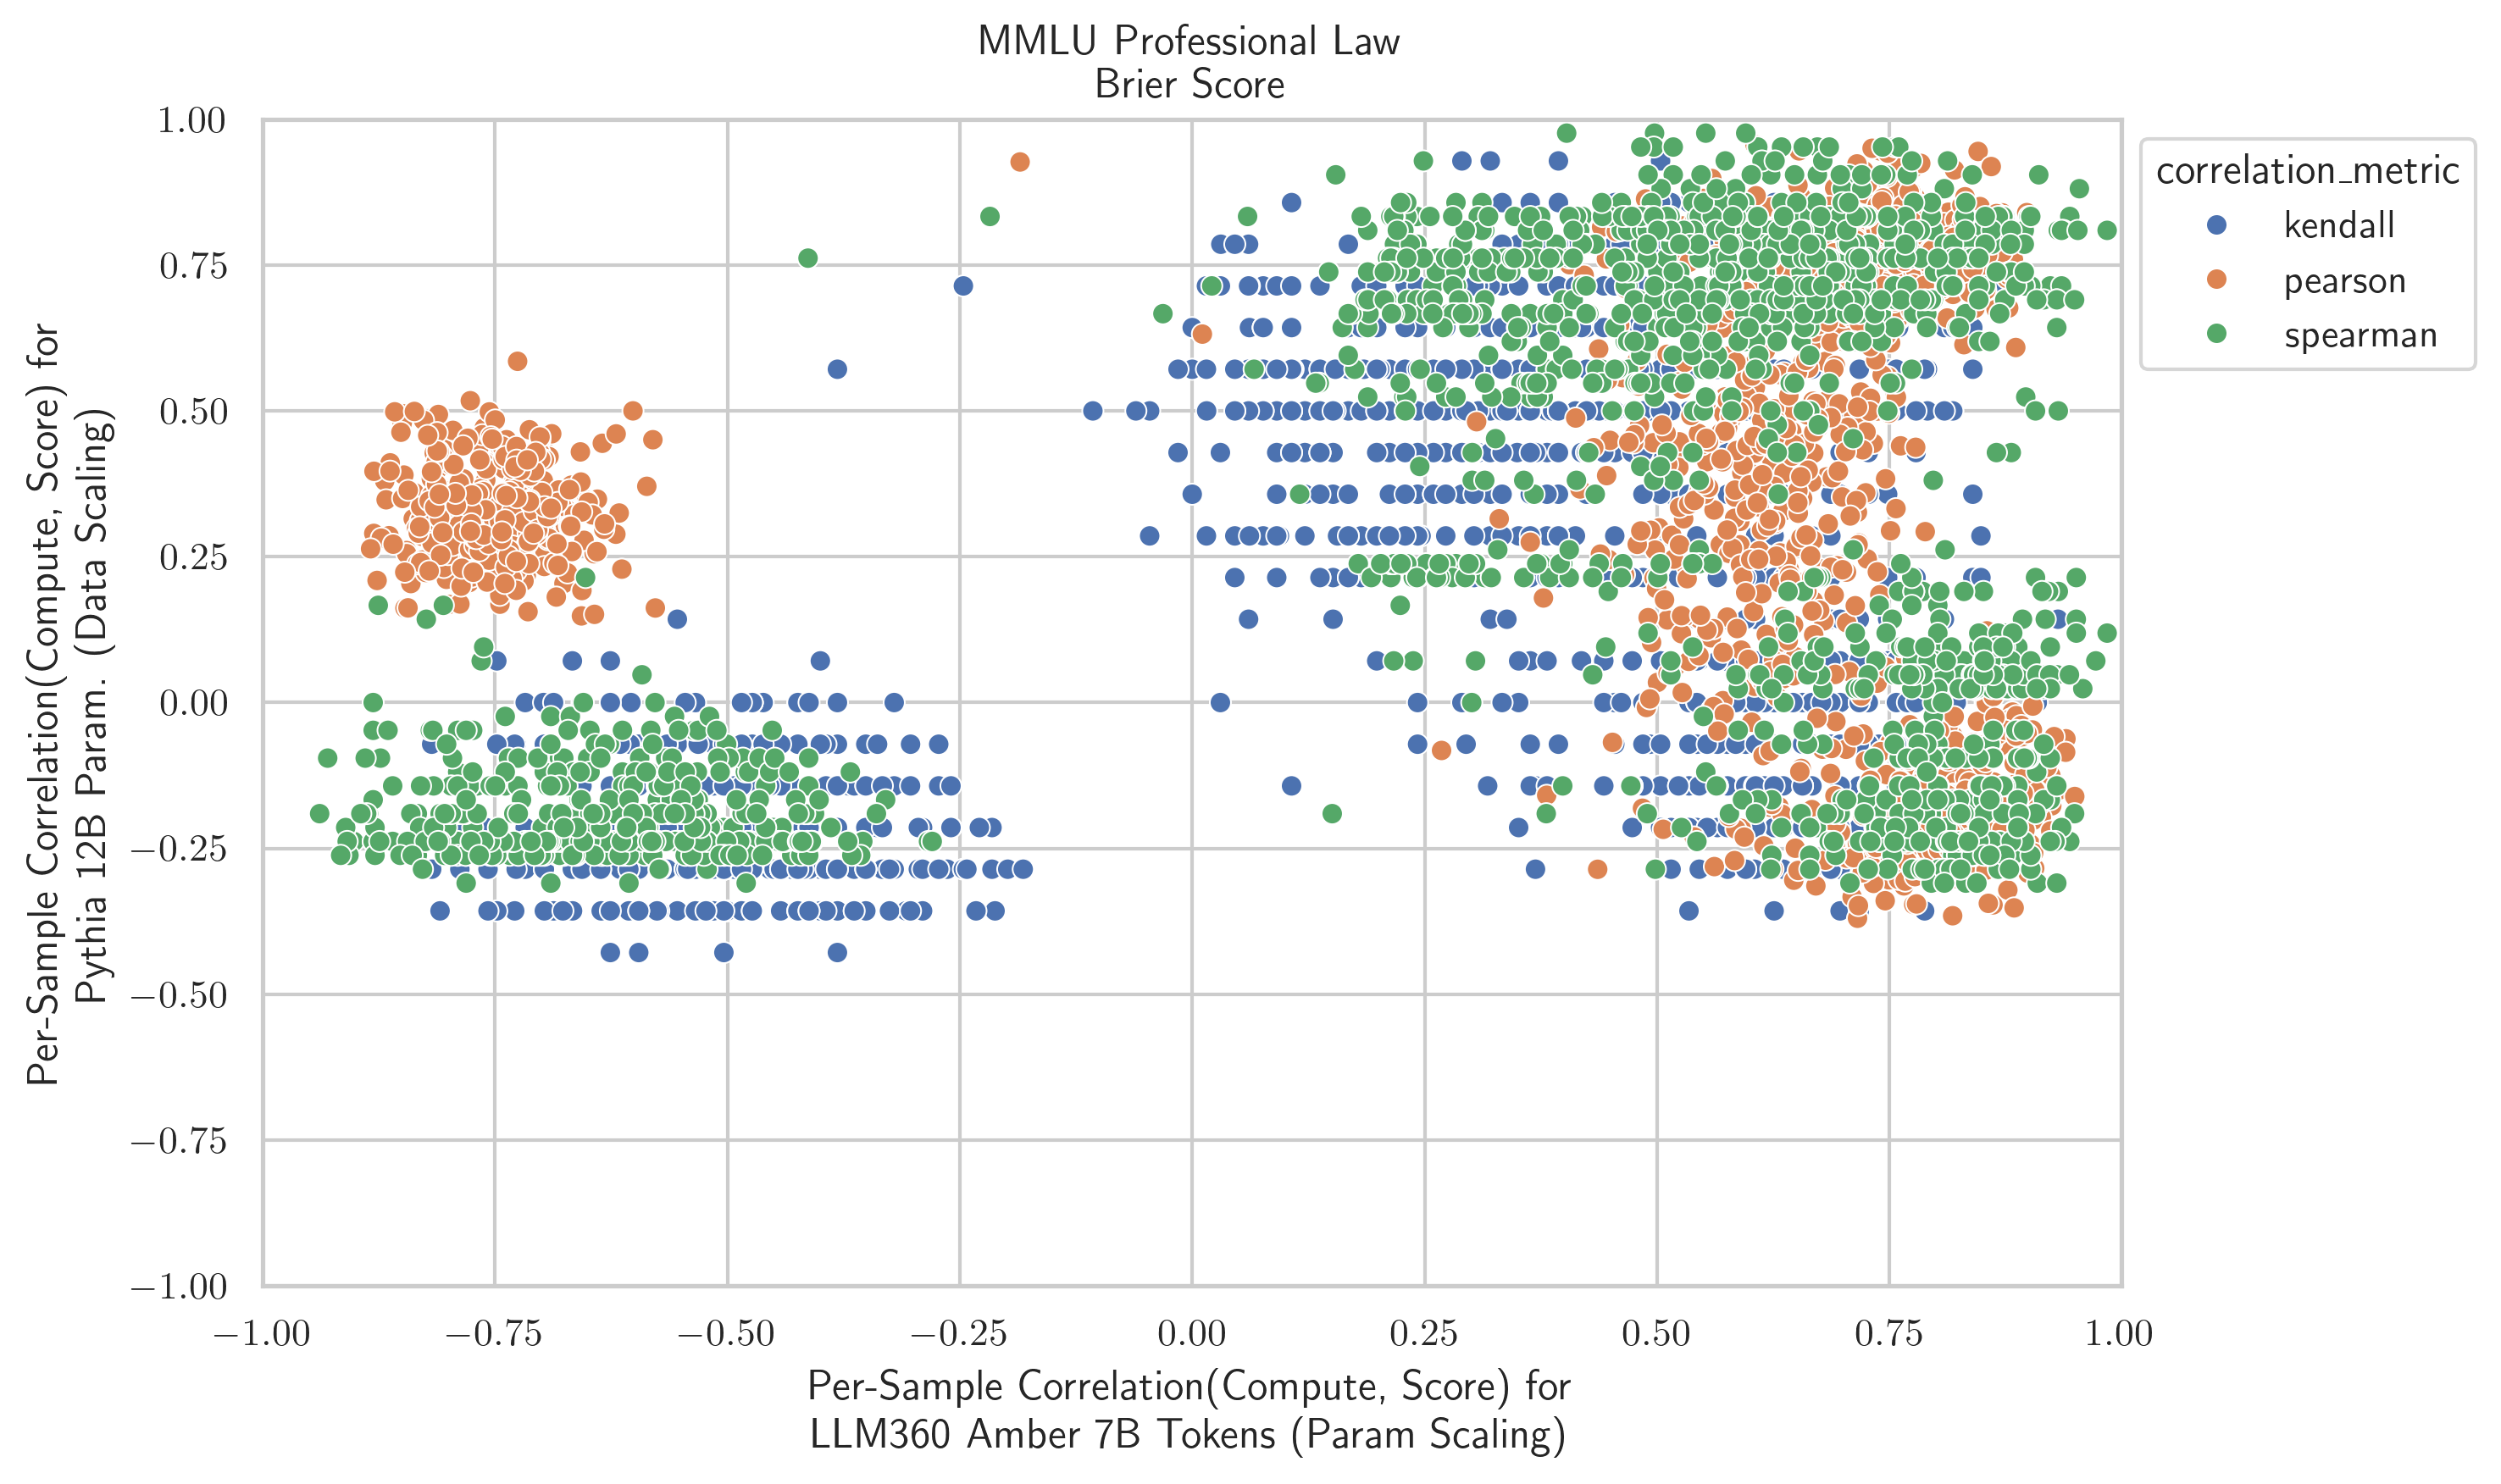 MMLU Professional Law
Brier Score
Per-Sample Correlation(Compute, Score) for
Pythia 12B Param. (Data Scaling)
1.00
0.75
0.50
0.25
0.00
−0.25
−0.50
−0.75
−1.00
−1.00
−0.75
−0.50
−0.25
0.00
0.25
0.50
0.75
1.00
Per-Sample Correlation(Compute, Score) for
LLM360 Amber 7B Tokens (Param Scaling)
correlation_metric
kendall
pearson
spearman